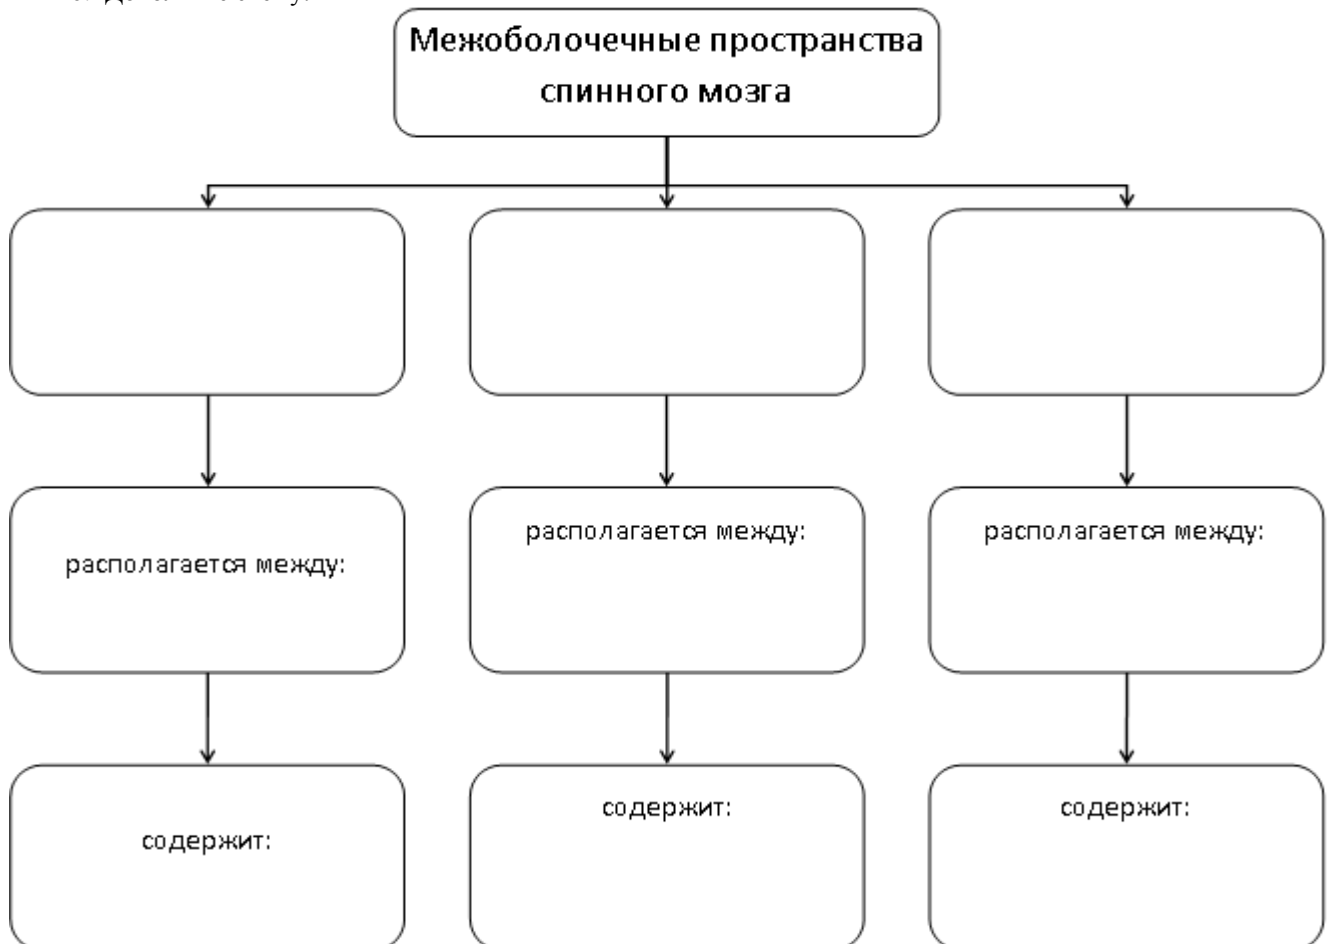 Межоболочечные пространства
спинного мозга
располагается между:
располагается между:
располагается между:
содержит:
содержит:
содержит: